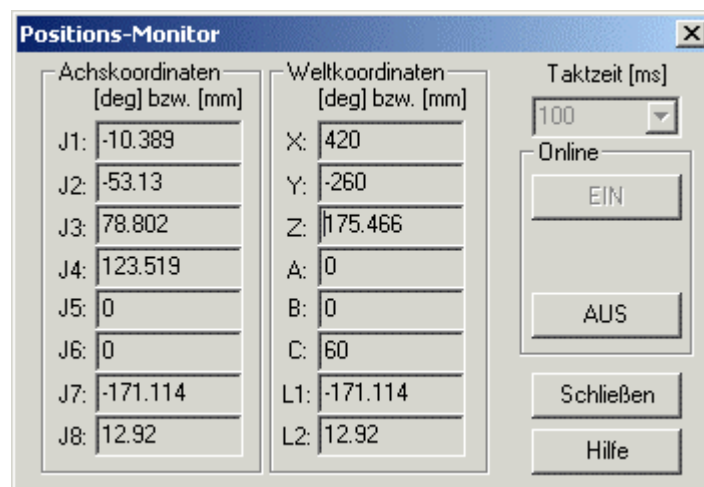 Positions-Monitor
Achskoordinaten
[deg] bzw. [mm]
J1: -10.389
J2: -53.13
J3: 78.802
J4: 123.519
J5: 0
J6: 0
J7: -171.114
J8: 12.92
Weltkoordinaten
[deg] bzw. [mm]
X: 420
Y: -260
Z: 175.466
A: 0
B: 0
C: 60
L1: -171.114
L2: 12.92
Taktzeit [ms]
100
Online
EIN
AUS
Schließen
Hilfe